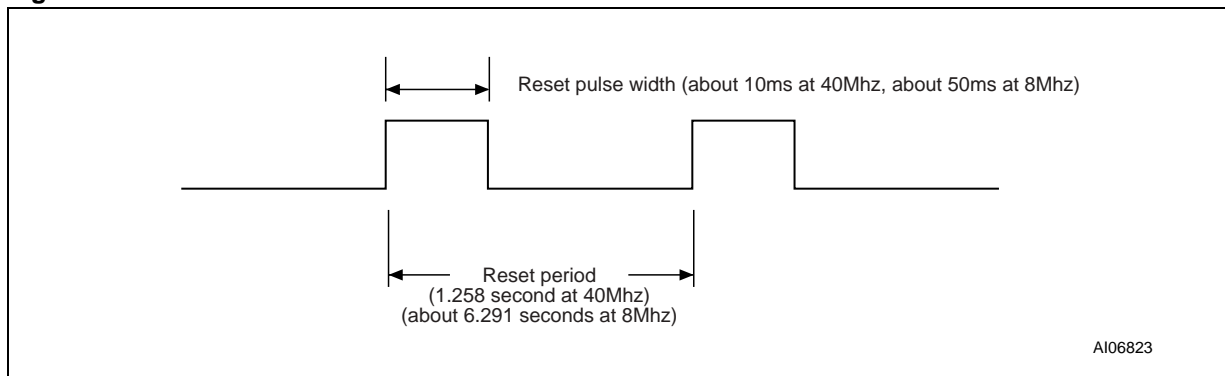 Reset pulse width (about 10ms at 40Mhz, about 50ms at 8Mhz)
Reset period
(1.258 second at 40Mhz)
(about 6.291 seconds at 8Mhz)
AI06823